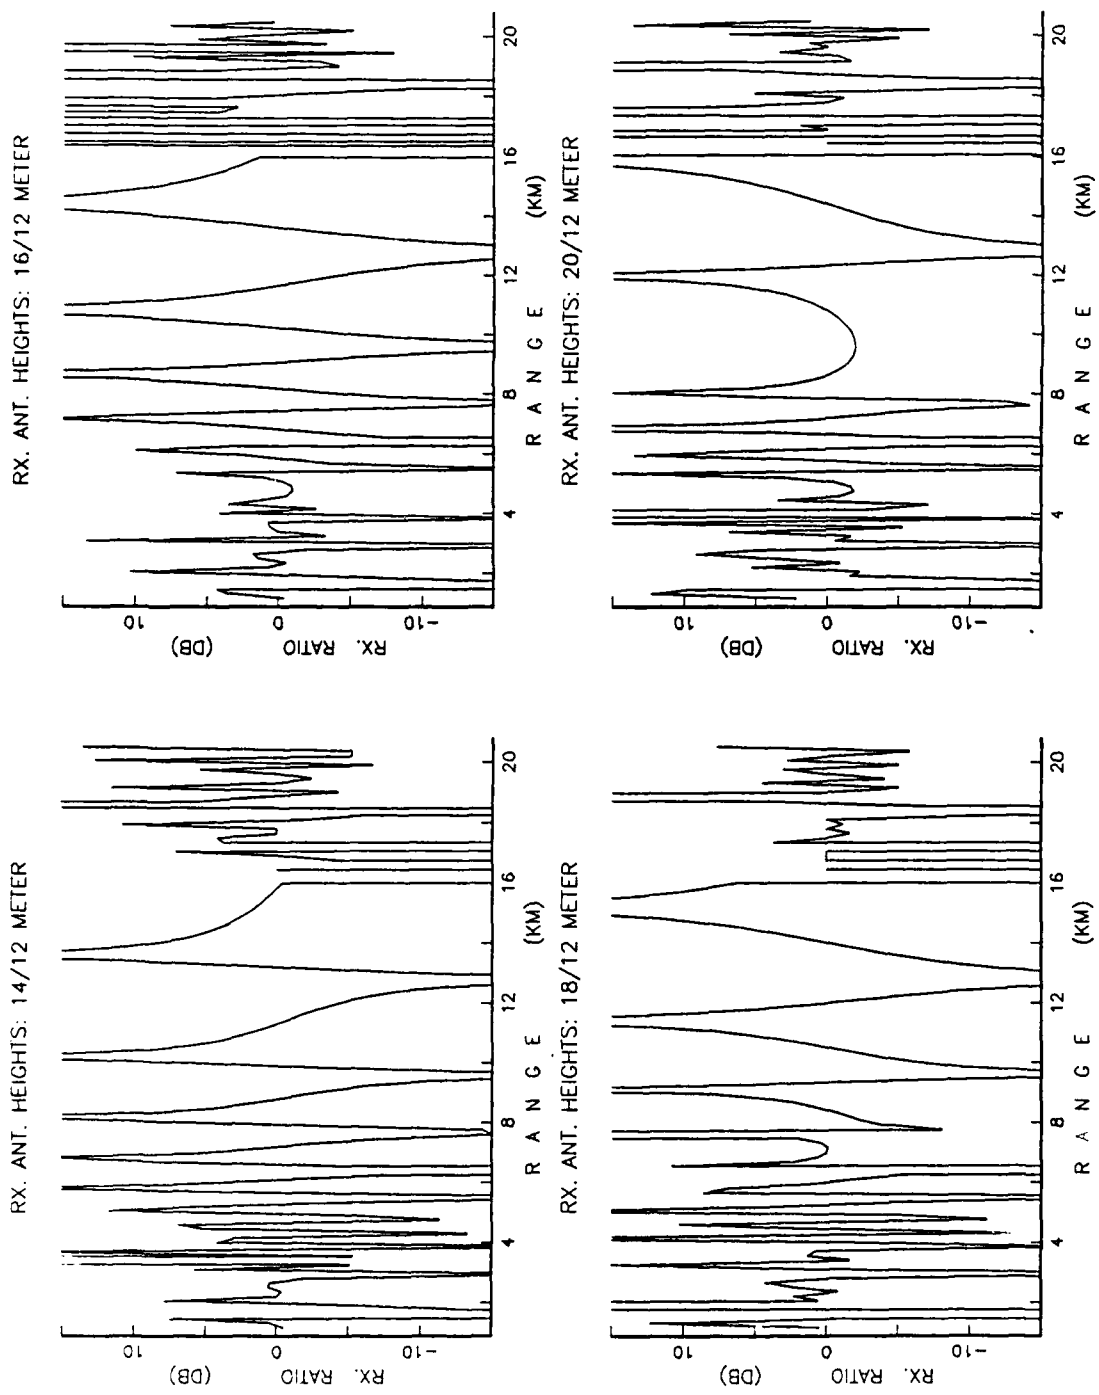 RX. ANT. HEIGHTS: 14/12 METER
RX. RATIO (DB)
10
0
-10
4
8
12
16
20
R A N G E (KM)
RX. ANT. HEIGHTS: 16/12 METER
RX. RATIO (DB)
10
0
-10
4
8
12
16
20
R A N G E (KM)
RX. ANT. HEIGHTS: 18/12 METER
RX. RATIO (DB)
10
0
-10
4
8
12
16
20
R A N G E (KM)
RX. ANT. HEIGHTS: 20/12 METER
RX. RATIO (DB)
10
0
-10
4
8
12
16
20
R A N G E (KM)